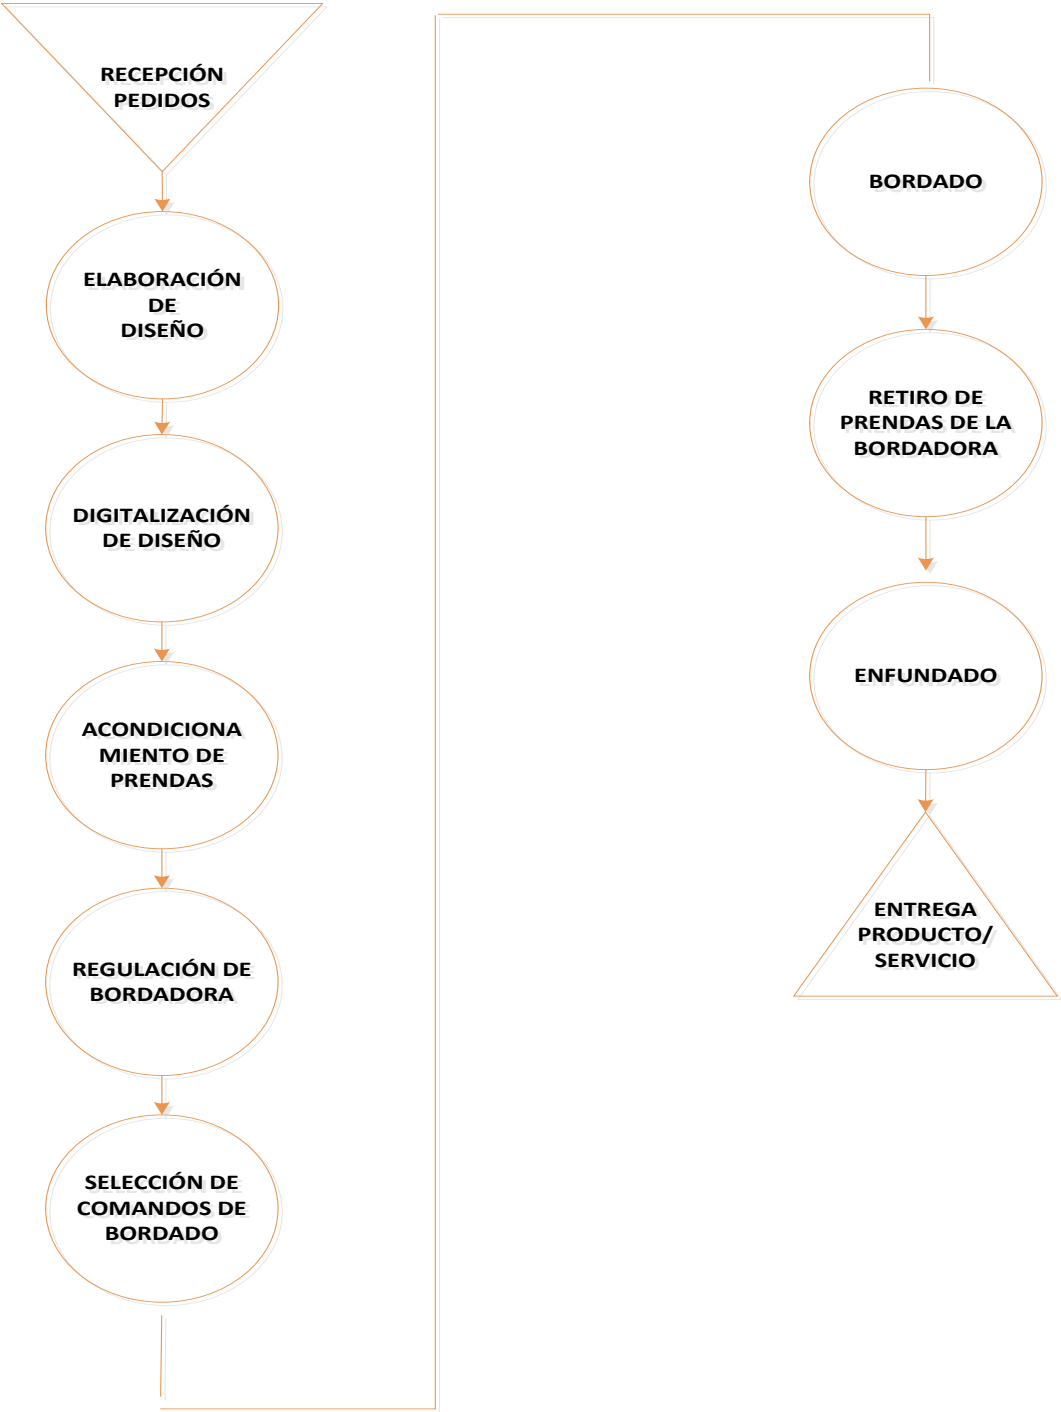 RECEPCIÓN
PEDIDOS
ELABORACIÓN
DE
DISEÑO
DIGITALIZACIÓN
DE DISEÑO
ACONDICIONA
MIENTO DE
PRENDAS
REGULACIÓN DE
BORDADORA
SELECCIÓN DE
COMANDOS DE
BORDADO
BORDADO
RETIRO DE
PRENDAS DE LA
BORDADORA
ENFUNDADO
ENTREGA
PRODUCTO/
SERVICIO